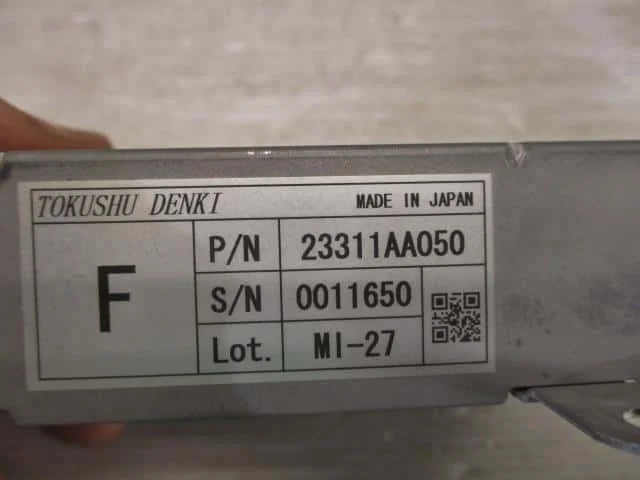 TOKUSHU DENKI MADE IN JAPAN
F
P/N 23311AA050
S/N 0011650
Lot. MI-27